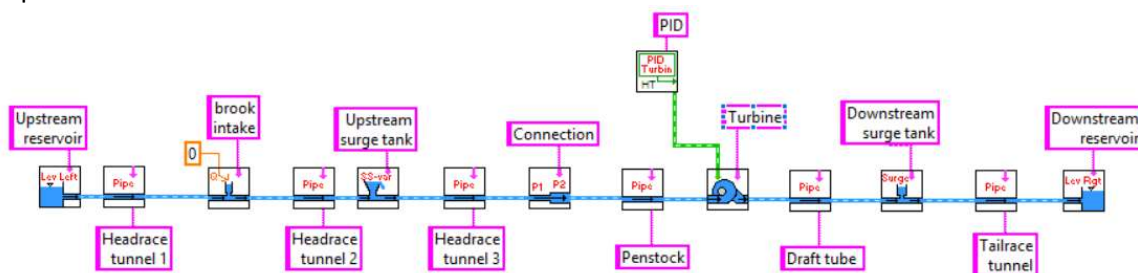 PID
PID
Turbin
HT
Upstream
reservoir
brook
intake
Upstream
surge tank
Connection
Turbine
Downstream
surge tank
Downstream
reservoir
0
Lev Left
Pipe
Pipe
SS-var
Pipe
P1 P2
Pipe
Pipe
Surge
Pipe
Lev Rgt
Headrace
tunnel 1
Headrace
tunnel 2
Headrace
tunnel 3
Penstock
Draft tube
Tailrace
tunnel